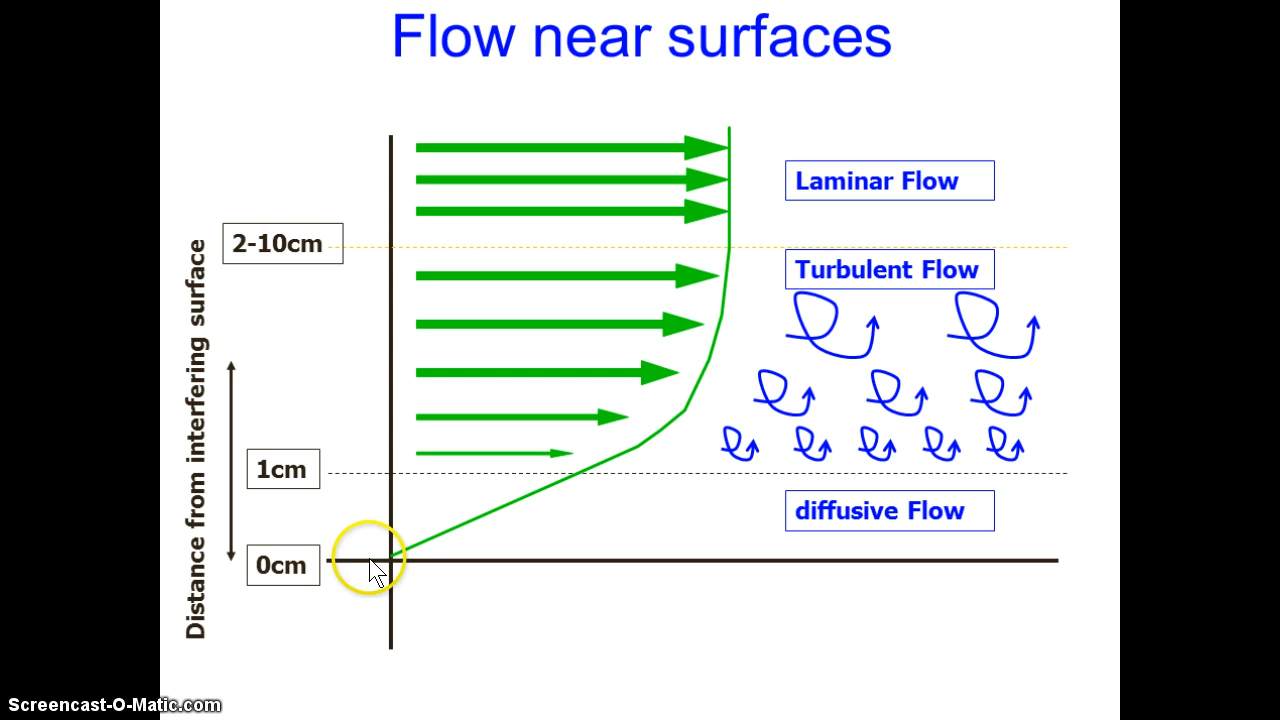 Flow near surfaces
Laminar Flow
2-10cm
Turbulent Flow
Distance from interfering surface
1cm
diffusive Flow
0cm
Screencast-O-Matic.com